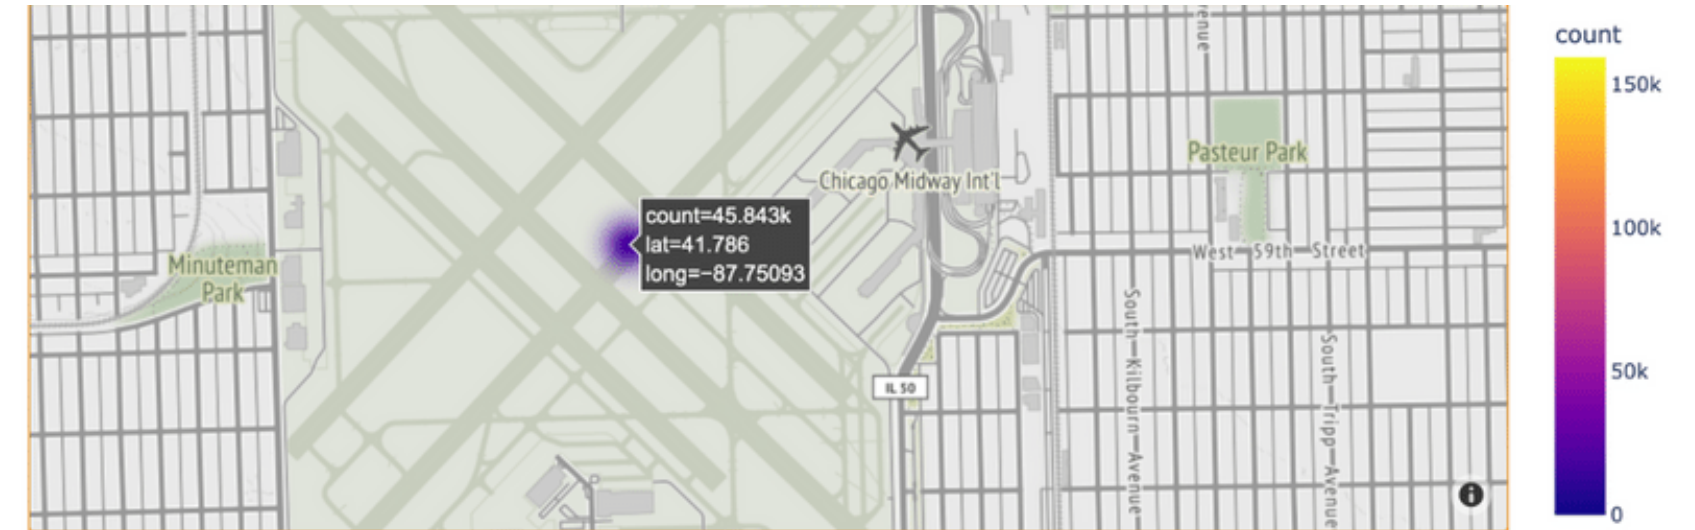 enue
count
150k
Pasteur Park
Chicago Midway Int'l
count=45.843k
lat=41.786
long=−87.75093
100k
West 59th Street
Minuteman
Park
South Kilbourn Avenue
South Tripp Avenue
50k
IL 50
0